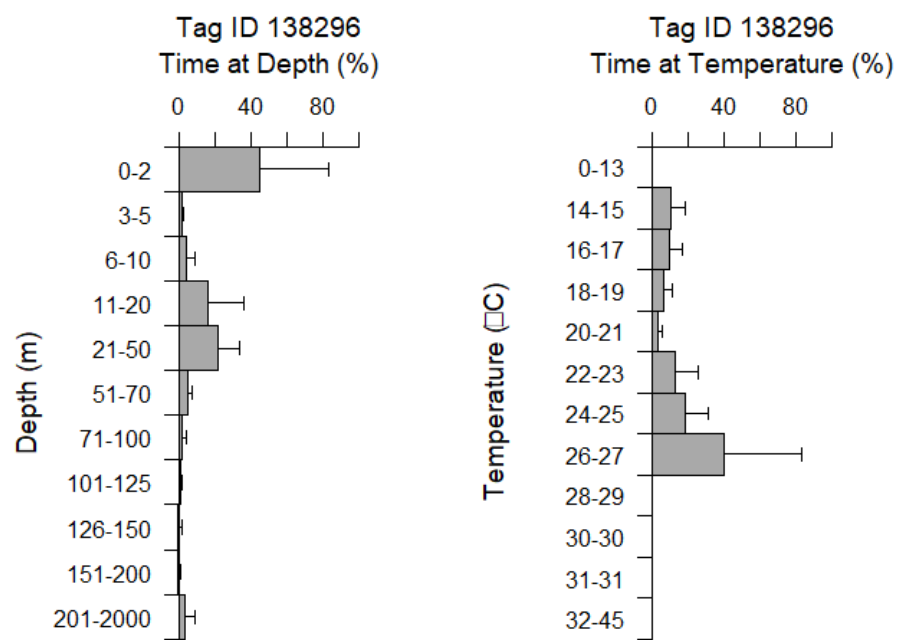 Tag ID 138296
Time at Depth (%)
0 40 80
0-2
3-5
6-10
11-20
21-50
51-70
71-100
101-125
126-150
151-200
201-2000
Depth (m)
Tag ID 138296
Time at Temperature (%)
0 40 80
0-13
14-15
16-17
18-19
20-21
22-23
24-25
26-27
28-29
30-30
31-31
32-45
Temperature (□C)